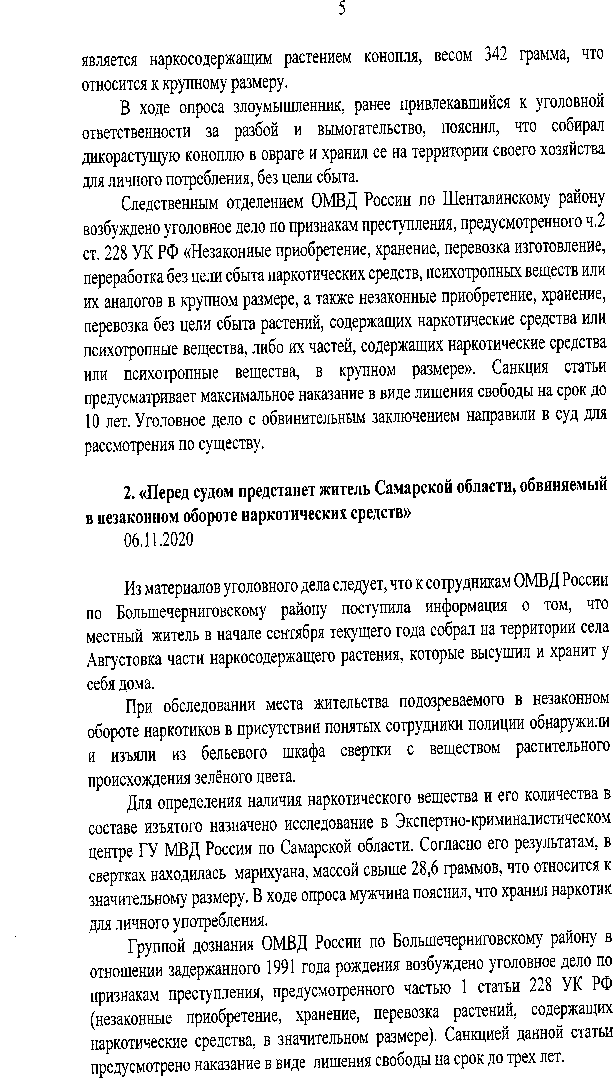 5
является наркосодержащим растением конопля, весом 342 грамма, что
относится к крупному размеру.
В ходе опроса злоумышленник, ранее привлекавшийся к уголовной
ответственности за разбой и вымогательство, пояснил, что собирал
дикорастущую коноплю в овраге и хранил ее на территории своего хозяйства
для личного потребления, без цели сбыта.
Следственным отделением ОМВД России по Шенталинскому району
возбуждено уголовное дело по признакам преступления, предусмотренного ч.2
ст. 228 УК РФ «Незаконные приобретение, хранение, перевозка изготовление,
переработка без цели сбыта наркотических средств, психотропных веществ или
их аналогов в крупном размере, а также незаконные приобретение, хранение,
перевозка без цели сбыта растений, содержащих наркотические средства или
психотропные вещества, либо их частей, содержащих наркотические средства
или психотропные вещества, в крупном размере». Санкция статьи
предусматривает максимальное наказание в виде лишения свободы на срок до
10 лет. Уголовное дело с обвинительным заключением направили в суд для
рассмотрения по существу.
2. «Перед судом предстанет житель Самарской области, обвиняемый
в незаконном обороте наркотических средств»
06.11.2020
Из материалов уголовного дела следует, что к сотрудникам ОМВД России
по Большечерниговскому району поступила информация о том, что
местный житель в начале сентября текущего года собрал на территории села
Августовка части наркосодержащего растения, которые высушил и хранит у
себя дома.
При обследовании места жительства подозреваемого в незаконном
обороте наркотиков в присутствии понятых сотрудники полиции обнаружили
и изъяли из бельевого шкафа свертки с веществом растительного
происхождения зелёного цвета.
Для определения наличия наркотического вещества и его количества в
составе изъятого назначено исследование в Экспертно-криминалистическом
центре ГУ МВД России по Самарской области. Согласно его результатам, в
свертках находилась марихуана, массой свыше 28,6 граммов, что относится к
значительному размеру. В ходе опроса мужчина пояснил, что хранил наркотик
для личного употребления.
Группой дознания ОМВД России по Большечерниговскому району в
отношении задержанного 1991 года рождения возбуждено уголовное дело по
признакам преступления, предусмотренного частью 1 статьи 228 УК РФ
(незаконные приобретение, хранение, перевозка растений, содержащих
наркотические средства, в значительном размере). Санкцией данной статьи
предусмотрено наказание в виде лишения свободы на срок до трех лет.